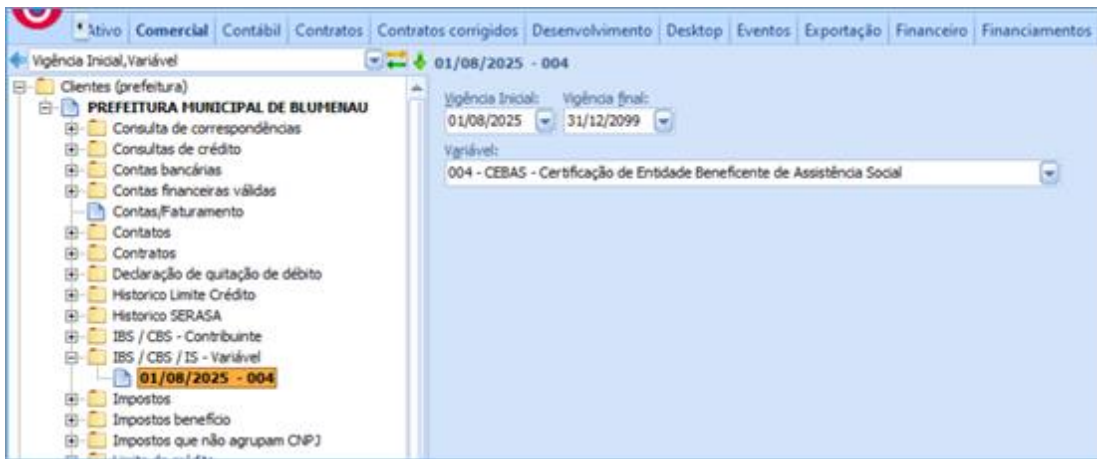 Ativo Comercial Contábil Contratos Contratos corrigidos Desenvolvimento Desktop Eventos Exportação Financeiro Financiamentos
Vigência Inicial,Variável
01/08/2025 - 004
Clientes (prefeitura)
PREFEITURA MUNICIPAL DE BLUMENAU
Consulta de correspondências
Consultas de crédito
Contas bancárias
Contas financeiras válidas
Contas/Faturamento
Contatos
Contratos
Declaração de quitação de débito
Historico Limite Crédito
Historico SERASA
IBS / CBS - Contribuinte
IBS / CBS / IS - Variável
01/08/2025 - 004
Impostos
Impostos benefício
Impostos que não agrupam CNPJ
Vigência Inicial: Vigência final:
01/08/2025 31/12/2099
Variável:
004 - CEBAS - Certificação de Entidade Beneficente de Assistência Social